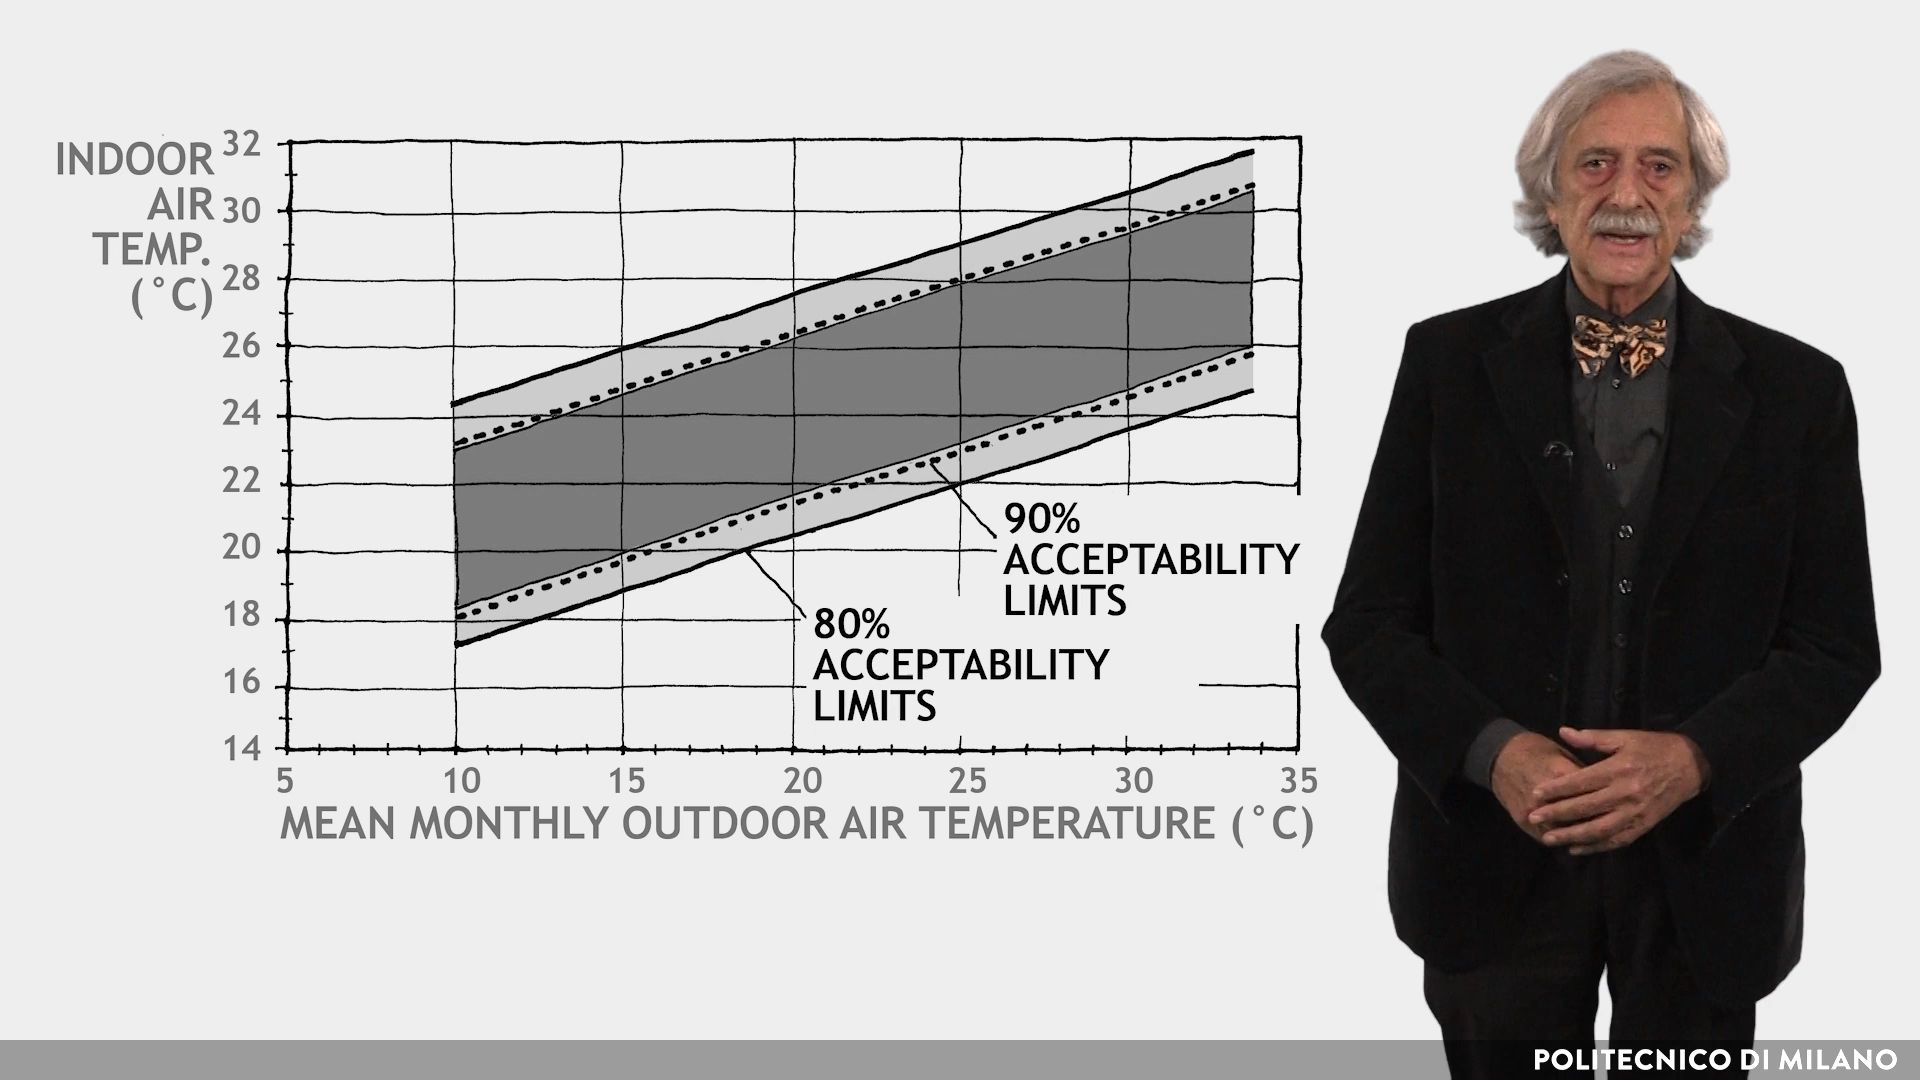 INDOOR
AIR
TEMP.
(°C)
32
30
28
26
24
22
20
18
16
14
90%
ACCEPTABILITY
LIMITS
80%
ACCEPTABILITY
LIMITS
5 10 15 20 25 30 35
MEAN MONTHLY OUTDOOR AIR TEMPERATURE (°C)
POLITECNICO DI MILANO